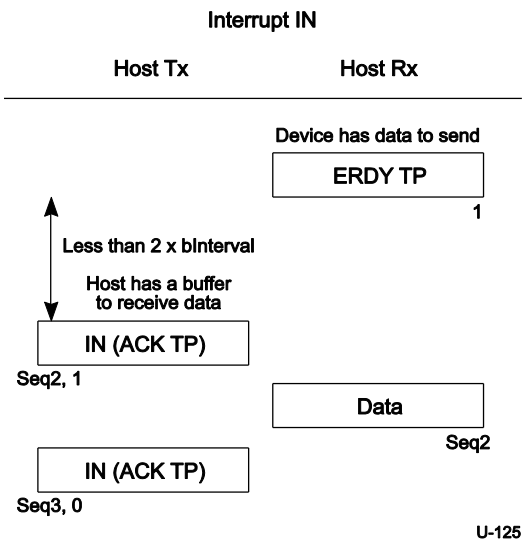 Interrupt IN
Host Tx
Host Rx
Device has data to send
ERDY TP
1
Less than 2 x bInterval
Host has a buffer
to receive data
IN (ACK TP)
Seq2, 1
Data
Seq2
IN (ACK TP)
Seq3, 0
U-125